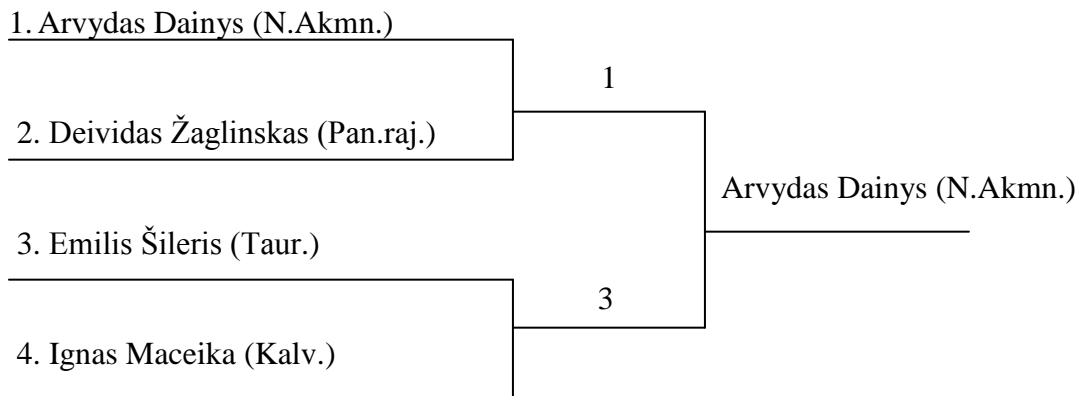 1. Arvydas Dainys (N.Akmn.)
1
2. Deividas Žaglinskas (Pan.raj.)
Arvydas Dainys (N.Akmn.)
3. Emilis Šileris (Taur.)
3
4. Ignas Maceika (Kalv.)